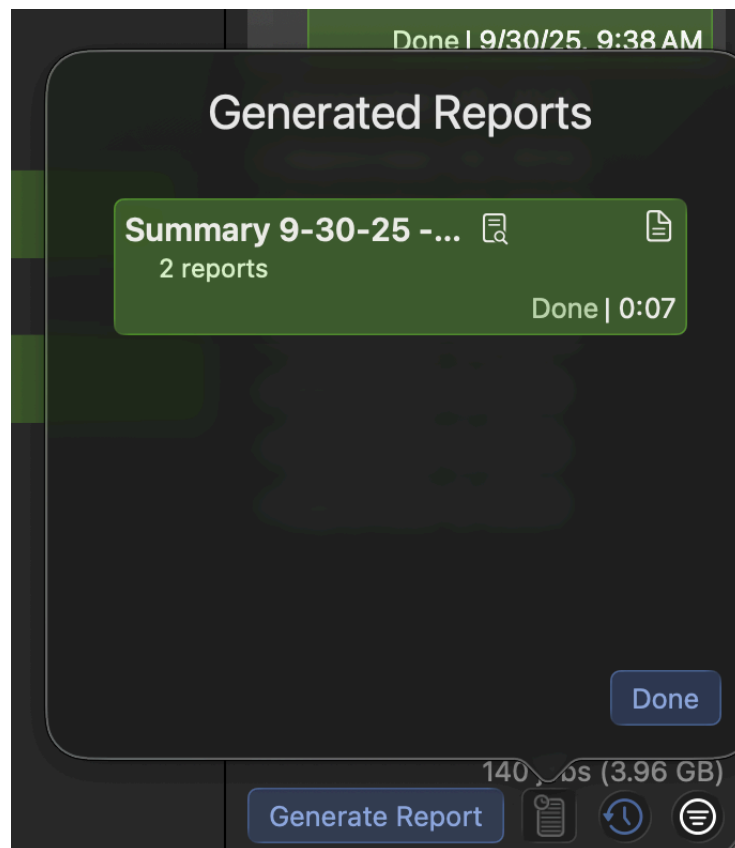 Done | 9/30/25, 9:38 AM
Generated Reports
Summary 9-30-25 -...
2 reports
Done | 0:07
Done
140 (3.96 GB)
Generate Report